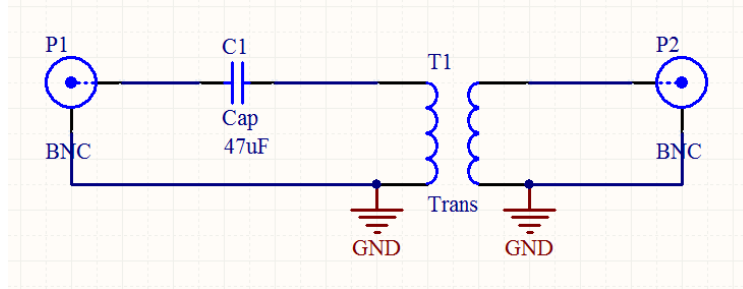 P1
C1
T1
P2
Cap
47uF
BNC
BNC
Trans
GND
GND